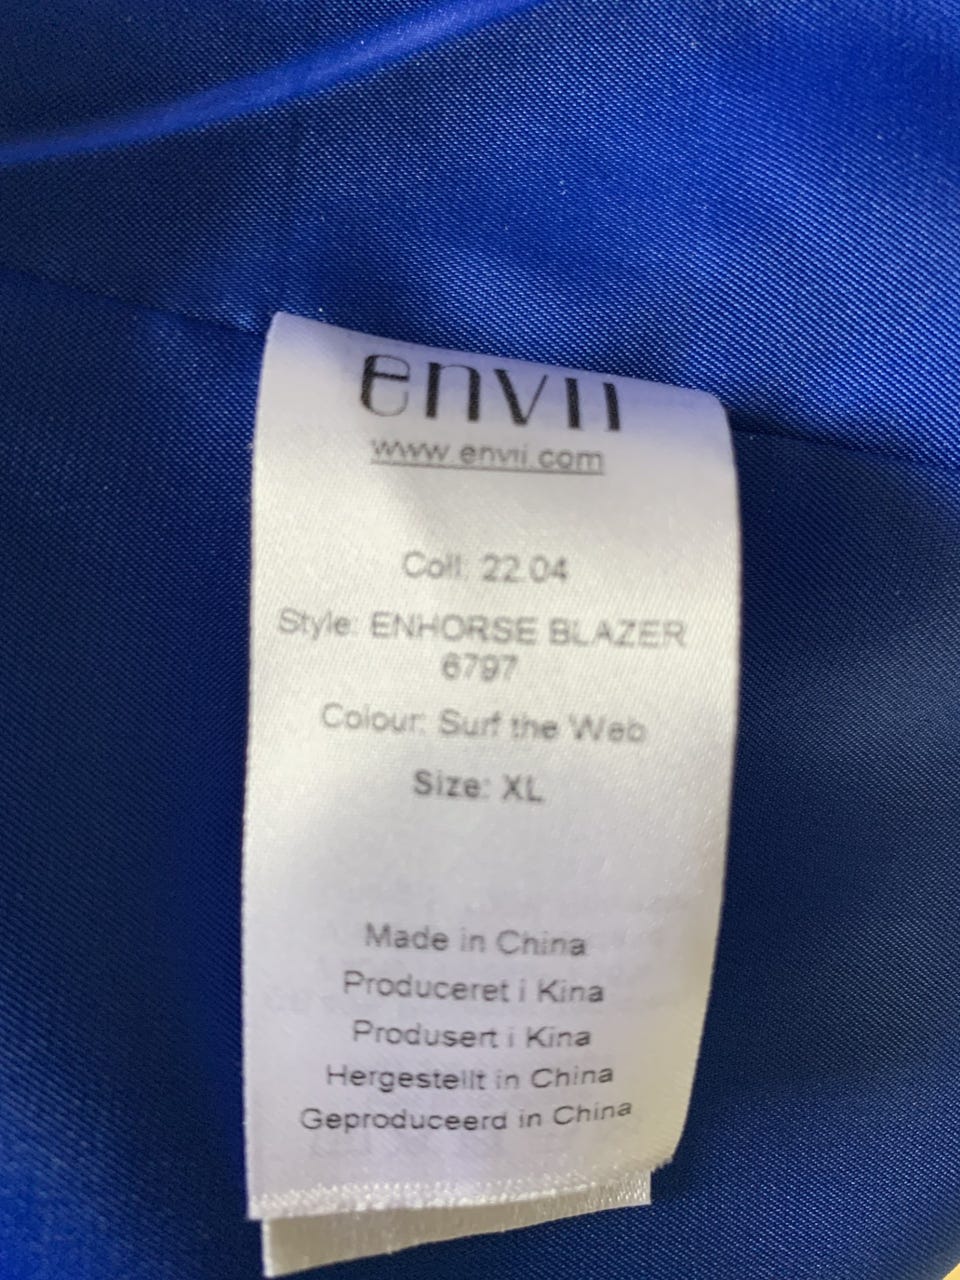 envii
www.envii.com
Coll: 22.04
Style: ENHORSE BLAZER
6797
Colour: Surf the Web
Size: XL
Made in China
Produceret i Kina
Produsert i Kina
Hergestellt in China
Geproduceerd in China